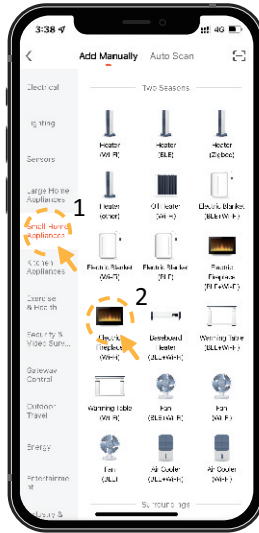 3:38
4G
Add Manually Auto Scan
Electrical
Two Seasons
Lighting
Heater
(Wi-Fi)
Heater
(BLE)
Heater
(Zigbee)
Sensors
Large Home
Appliances
1
Heater
(other)
Oil Heater
(Wi-Fi)
Electric Blanket
(BLE+Wi-Fi)
Small Home
Appliances
Kitchen
Appliances
Electric Blanket
(Wi-Fi)
Electric Blanket
(BLE)
Electric
Fireplace
(BLE+Wi-Fi)
Exercise
& Health
2
Electric
Fireplace
(Wi-Fi)
Baseboard
Heater
(BLE+Wi-Fi)
Warming Table
(BLE+Wi-Fi)
Security &
Video Surv...
Gateway
Control
Outdoor
Travel
Warming Table
(Wi-Fi)
Fan
(BLE+Wi-Fi)
Fan
(Wi-Fi)
Energy
Fan
(BLE)
Air Cooler
(BLE+Wi-Fi)
Air Cooler
(Wi-Fi)
Entertainme
nt
Surroundings
Industry &